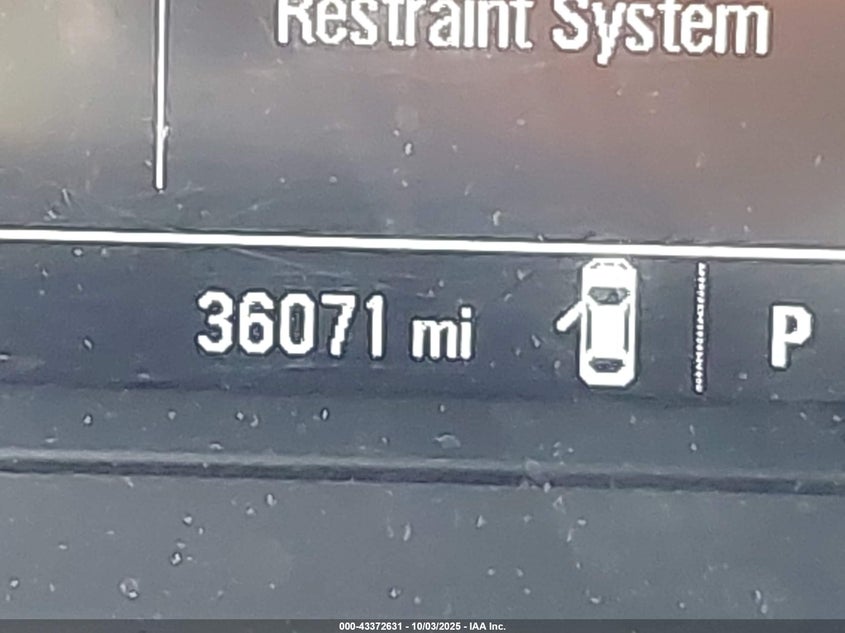 Restraint System
36071 mi
P
000-43372631 - 10/03/2025 - IAA Inc.